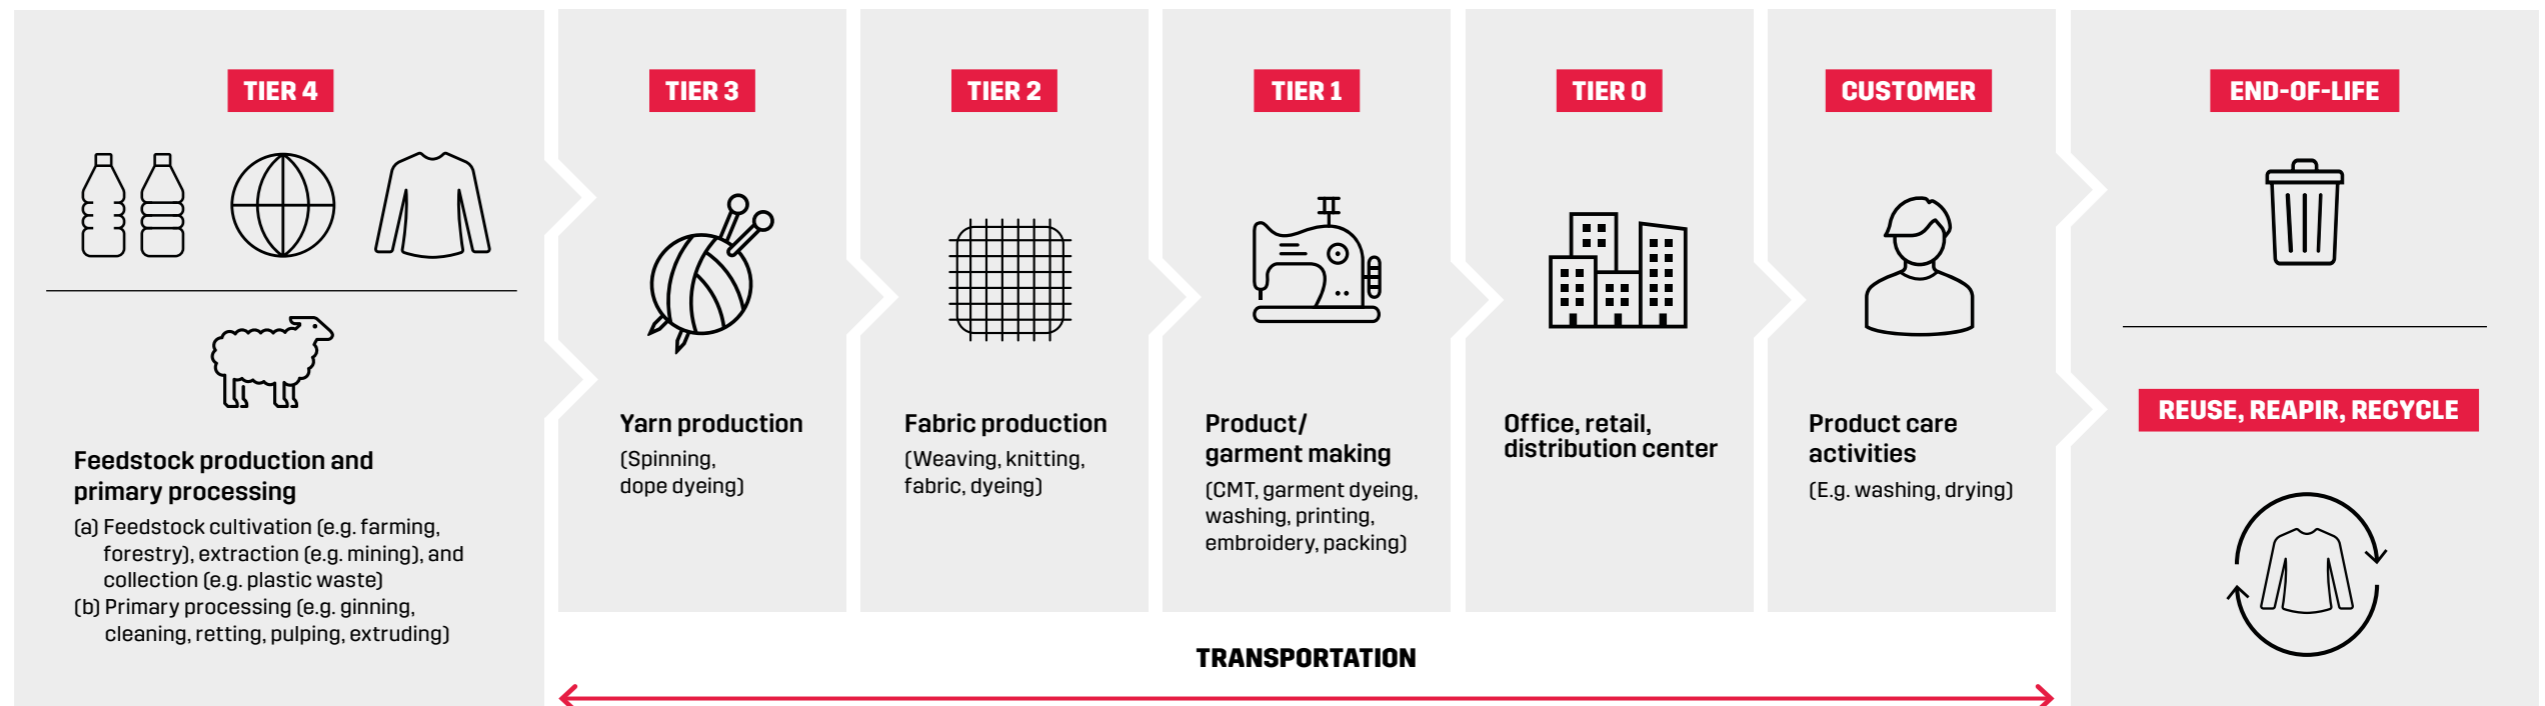 TIER 4
Feedstock production and
primary processing
(a) Feedstock cultivation (e.g. farming,
forestry), extraction (e.g. mining), and
collection (e.g. plastic waste)
(b) Primary processing (e.g. ginning,
cleaning, retting, pulping, extruding)
TIER 3
Yarn production
(Spinning,
dope dyeing)
TIER 2
Fabric production
(Weaving, knitting,
fabric, dyeing)
TIER 1
Product/
garment making
(CMT, garment dyeing,
washing, printing,
embroidery, packing)
TIER 0
Office, retail,
distribution center
CUSTOMER
Product care
activities
(E.g. washing, drying)
END-OF-LIFE
REUSE, REAPIR, RECYCLE
TRANSPORTATION